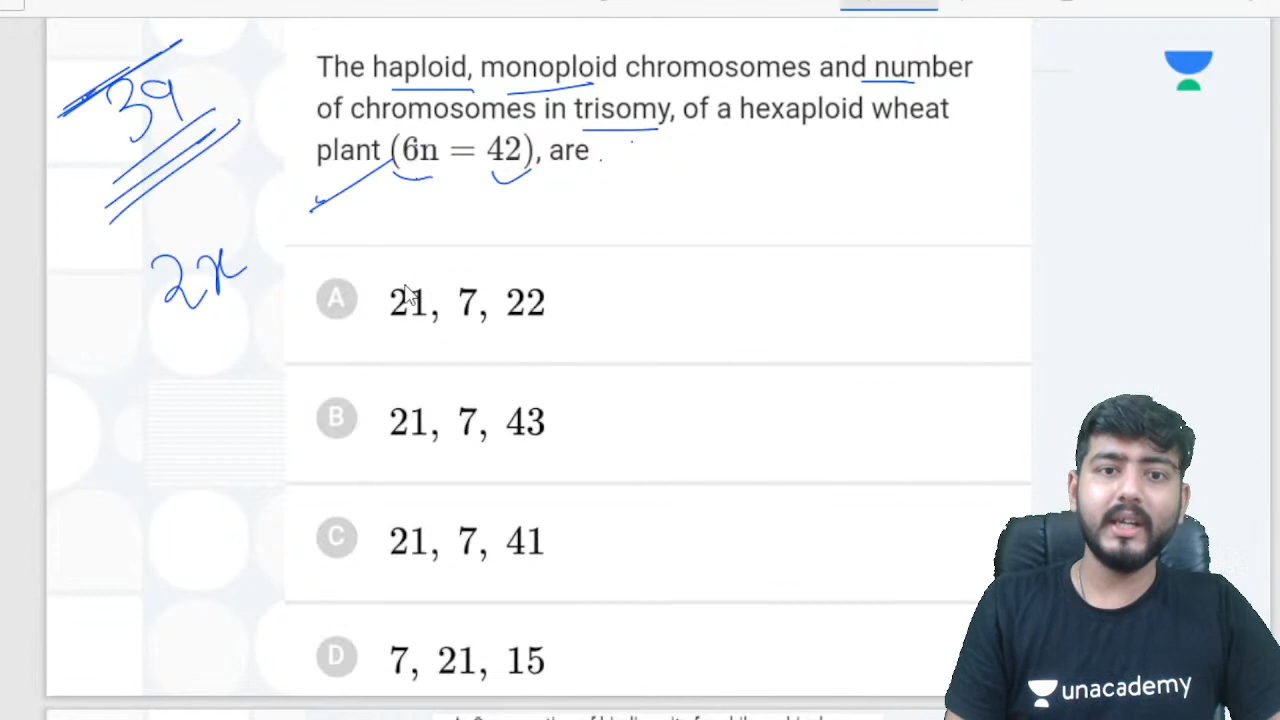 39
The haploid, monoploid chromosomes and number
of chromosomes in trisomy, of a hexaploid wheat
plant (6n = 42), are .
2x
A 21, 7, 22
B 21, 7, 43
C 21, 7, 41
D 7, 21, 15
unacademy